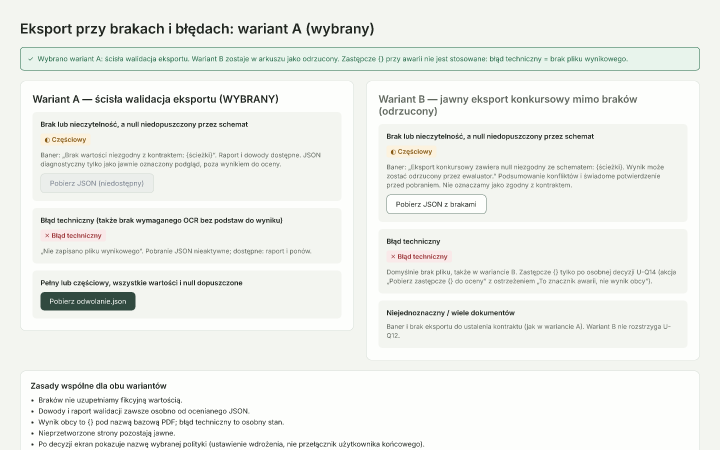 Eksport przy brakach i błędach: wariant A (wybrany)
✓ Wybrano wariant A: ścisła walidacja eksportu. Wariant B zostaje w arkuszu jako odrzucony. Zastępcze {} przy awarii nie jest stosowane: błąd techniczny = brak pliku wynikowego.
Wariant A — ścisła walidacja eksportu (WYBRANY)
Brak lub nieczytelność, a null niedopuszczony przez schemat
◐ Częściowy
Baner: „Brak wartości niezgodny z kontraktem: {ścieżki}”. Raport i dowody dostępne. JSON
diagnostyczny tylko jako jawnie oznaczony podgląd, poza wynikiem do oceny.
Pobierz JSON (niedostępny)
Błąd techniczny (także brak wymaganego OCR bez podstaw do wyniku)
✕ Błąd techniczny
„Nie zapisano pliku wynikowego”. Pobranie JSON nieaktywne; dostępne: raport i ponów.
Pełny lub częściowy, wszystkie wartości i null dopuszczone
Pobierz odwolanie.json
Wariant B — jawny eksport konkursowy mimo braków
(odrzucony)
Brak lub nieczytelność, a null niedopuszczony przez schemat
◐ Częściowy
Baner: „Eksport konkursowy zawiera null niezgodny ze schematem: {ścieżki}. Wynik może
zostać odrzucony przez ewaluator.” Podsumowanie konfliktów i świadome potwierdzenie
przed pobraniem. Nie oznaczamy jako zgodny z kontraktem.
Pobierz JSON z brakami
Błąd techniczny
✕ Błąd techniczny
Domyślnie brak pliku, także w wariancie B. Zastępcze {} tylko po osobnej decyzji U-Q14 (akcja
„Pobierz zastępcze {} do oceny” z ostrzeżeniem „To znacznik awarii, nie wynik obcy”).
Niejednoznaczny / wiele dokumentów
Baner i brak eksportu do ustalenia kontraktu (jak w wariancie A). Wariant B nie rozstrzyga U-
Q12.
Zasady wspólne dla obu wariantów
• Braków nie uzupełniamy fikcyjną wartością.
• Dowody i raport walidacji zawsze osobno od ocenianego JSON.
• Wynik obcy to {} pod nazwą bazową PDF; błąd techniczny to osobny stan.
• Nieprzetworzone strony pozostają jawne.
• Po decyzji ekran pokazuje nazwę wybranej polityki (ustawienie wdrożenia, nie przełącznik użytkownika końcowego).